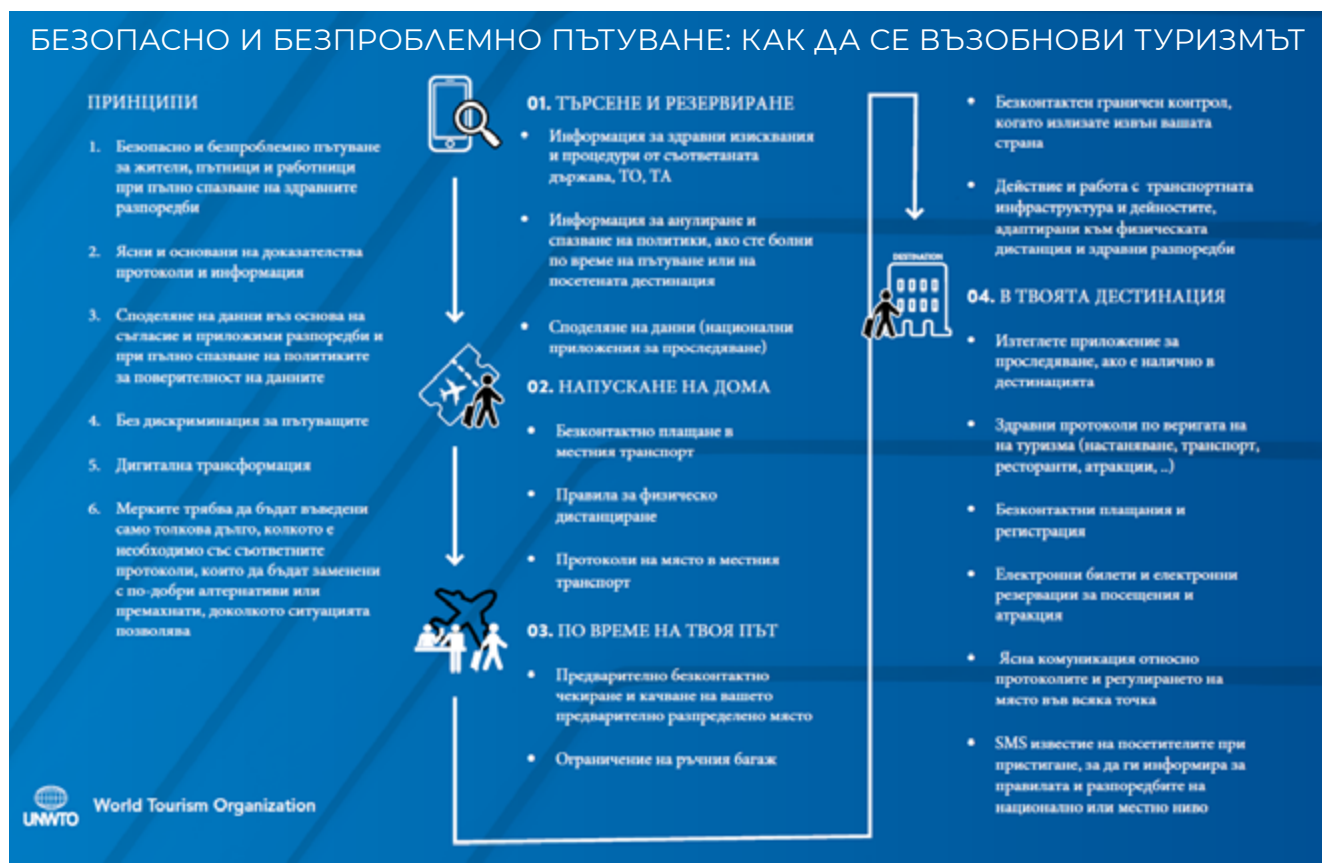 БЕЗОПАСНО И БЕЗПРОБЛЕМНО ПЪТУВАНЕ: КАК ДА СЕ ВЪЗОБНОВИ ТУРИЗМЪТ
ПРИНЦИПИ
1. Безопасно и безпроблемно пътуване
за жители, пътници и работници
при пълно спазване на здравните
разпоредби
2. Ясни и основани на доказателства
протоколи и информация
3. Споделяне на данни въз основа на
съгласие и приложими разпоредби и
при пълно спазване на политиките
за поверителност на данните
4. Без дискриминация за пътуващите
5. Дигитална трансформация
6. Мерките трябва да бъдат въведени
само толкова дълго, колкото е
необходимо със съответните
протоколи, които да бъдат заменени
с по-добри алтернативи или
премахнати, доколкото ситуацията
позволява
UNWTO
World Tourism Organization
01. ТЪРСЕНЕ И РЕЗЕРВИРАНЕ
• Информация за здравни изисквания
и процедури от съответаната
държава, ТО, ТА
• Информация за анулиране и
спазване на политики, ако сте болни
по време на пътуване или на
посетената дестинация
• Споделяне на данни (национални
приложения за проследяване)
02. НАПУСКАНЕ НА ДОМА
• Безконтактно плащане в
местния транспорт
• Правила за физическо
дистанциране
• Протоколи на място в местния
транспорт
03. ПО ВРЕМЕ НА ТВОЯ ПЪТ
• Предварително безконтактно
чекиране и качване на вашето
предварително разпределено място
• Ограничение на ръчния багаж
• Безконтактен граничен контрол,
когато излизате извън вашата
страна
• Действие и работа с транспортната
инфраструктура и дейностите,
адаптирани към физическата
дистанция и здравни разпоредби
DESTINATION
04. В ТВОЯТА ДЕСТИНАЦИЯ
• Изтеглете приложение за
проследяване, ако е налично в
дестинацията
• Здравни протоколи по веригата на
на туризма (настаняване, транспорт,
ресторанти, атракции, ..)
• Безконтактни плащания и
регистрация
• Електронни билети и електронни
резервации за посещения и
атракция
• Ясна комуникация относно
протоколите и регулирането на
място във всяка точка
• SMS известие на посетителите при
пристигане, за да ги информира за
правилата и разпоредбите на
национално или местно ниво